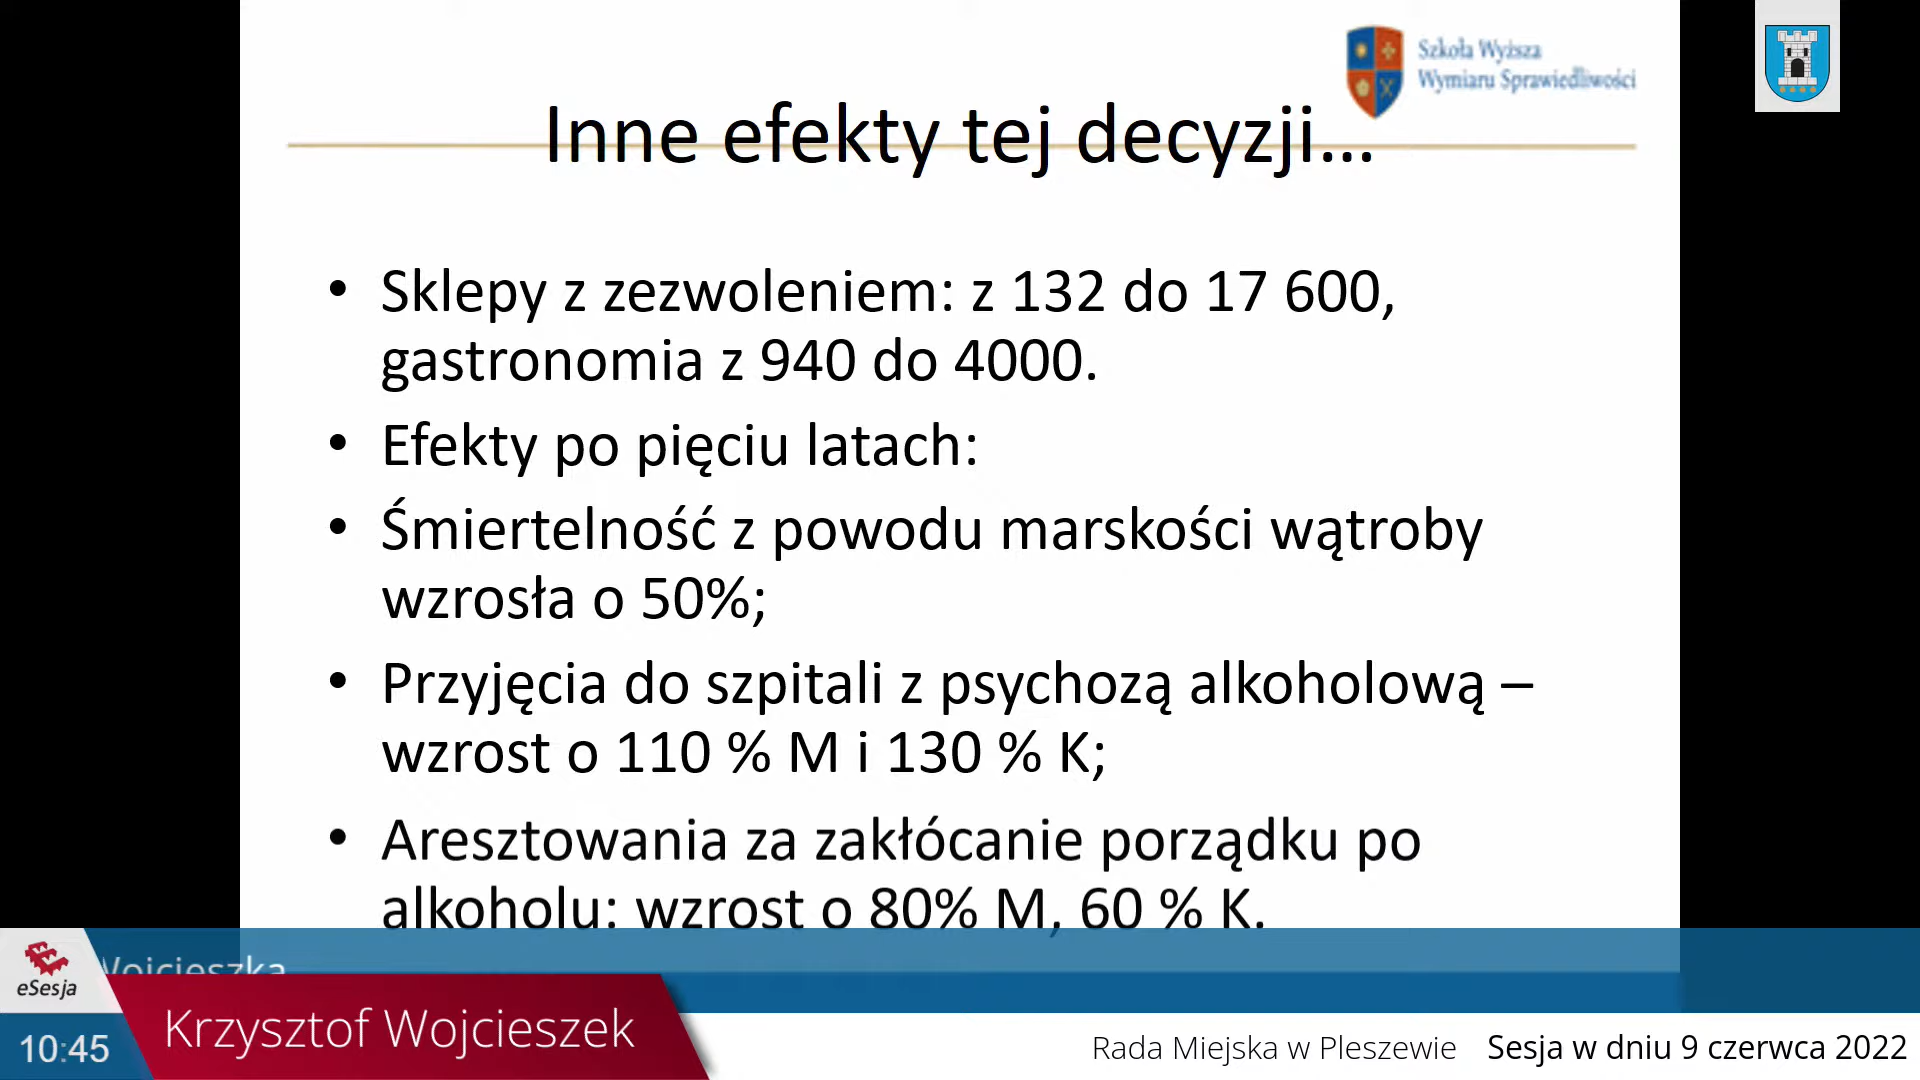 Szkoła Wyższa
Wymiaru Sprawiedliwości
Inne efekty tej decyzji...
• Sklepy z zezwoleniem: z 132 do 17 600,
gastronomia z 940 do 4000.
• Efekty po pięciu latach:
• Śmiertelność z powodu marskości wątroby
wzrosła o 50%;
• Przyjęcia do szpitali z psychozą alkoholową –
wzrost o 110 % M i 130 % K;
• Aresztowania za zakłócanie porządku po
alkoholu: wzrost o 80% M, 60 % K.
Wojcieszka
eSesja
Krzysztof Wojcieszek
10:45
Rada Miejska w Pleszewie Sesja w dniu 9 czerwca 2022